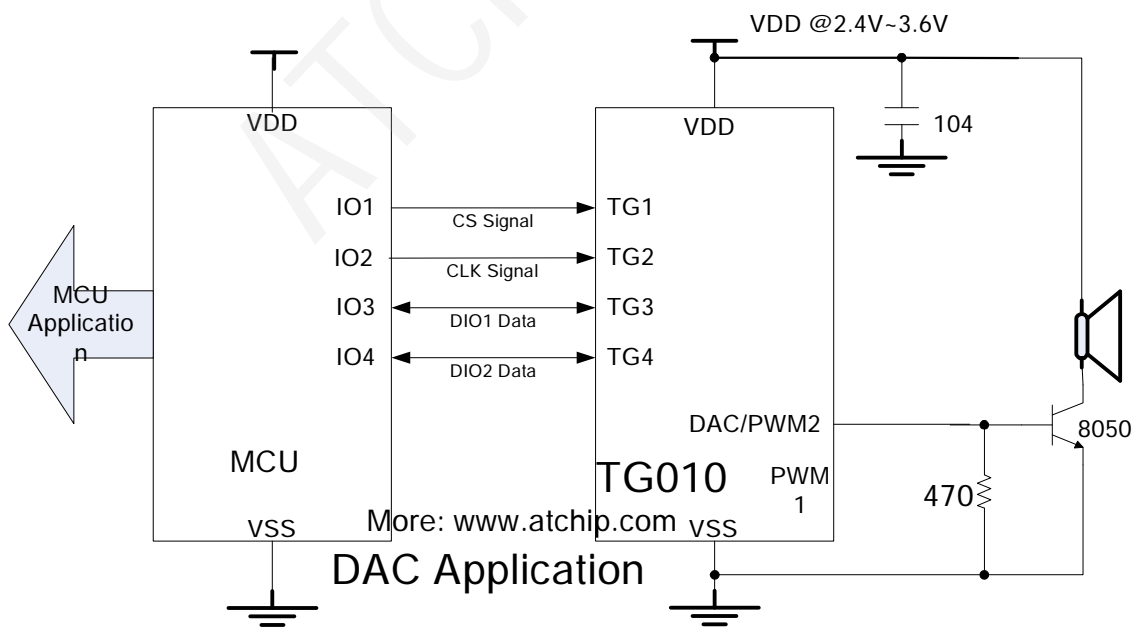 ATC
VDD @2.4V~3.6V
VDD
VDD
104
IO1
CS Signal
TG1
IO2
CLK Signal
TG2
IO3
DIO1 Data
TG3
IO4
DIO2 Data
TG4
MCU
Applicatio
n
DAC/PWM2
8050
MCU
TG010
PWM
1
470
More: www.atchip.com
VSS
VSS
DAC Application